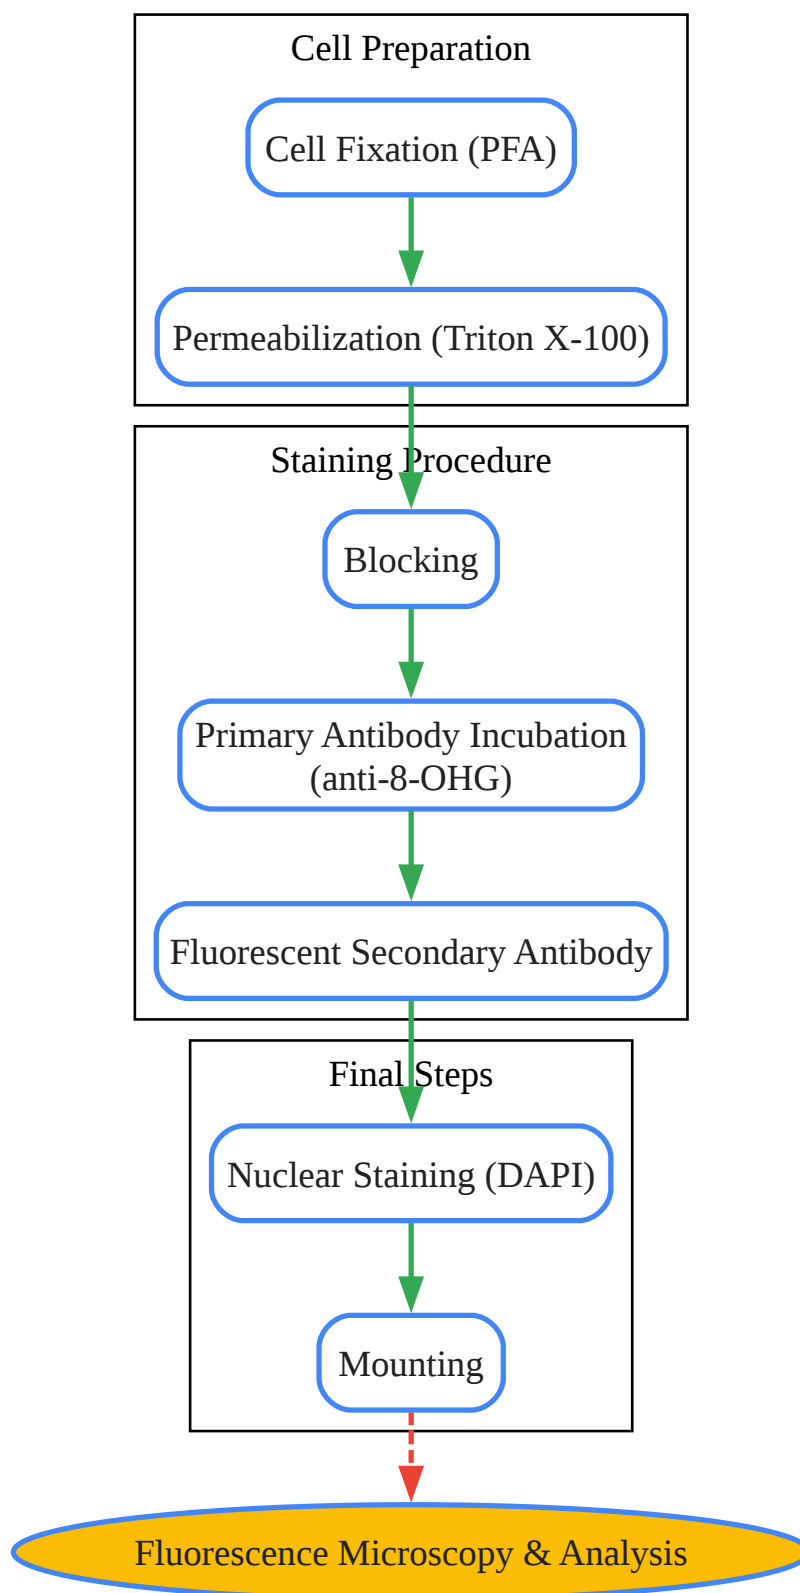 Cell Preparation
Cell Fixation (PFA)
Permeabilization (Triton X-100)
Staining Procedure
Blocking
Primary Antibody Incubation
(anti-8-OHG)
Fluorescent Secondary Antibody
Final Steps
Nuclear Staining (DAPI)
Mounting
Fluorescence Microscopy & Analysis